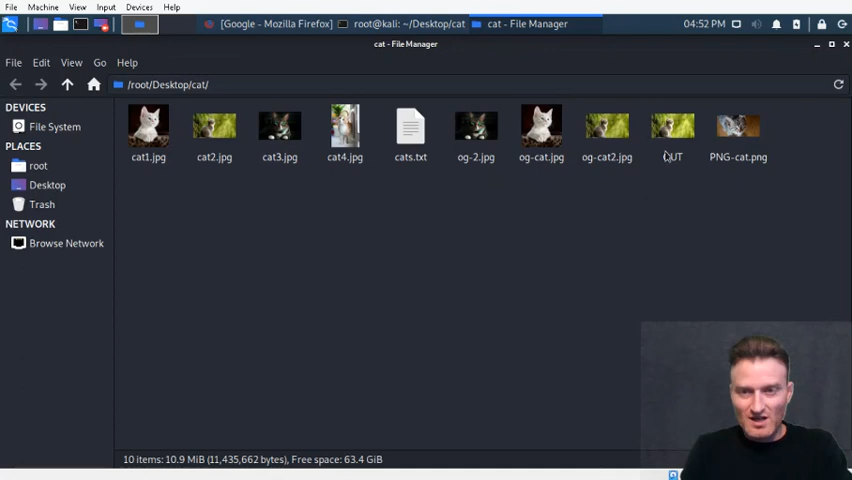 File Machine View Input Devices Help
[Google - Mozilla Firefox] root@kali: ~/Desktop/cat cat - File Manager 04:52 PM
cat - File Manager
File Edit View Go Help
/root/Desktop/cat/
DEVICES
File System
PLACES
root
Desktop
Trash
NETWORK
Browse Network
cat1.jpg cat2.jpg cat3.jpg cat4.jpg cats.txt og-2.jpg og-cat.jpg og-cat2.jpg PNG-cat.png
10 items: 10.9 MiB (11,435,662 bytes), Free space: 63.4 GiB